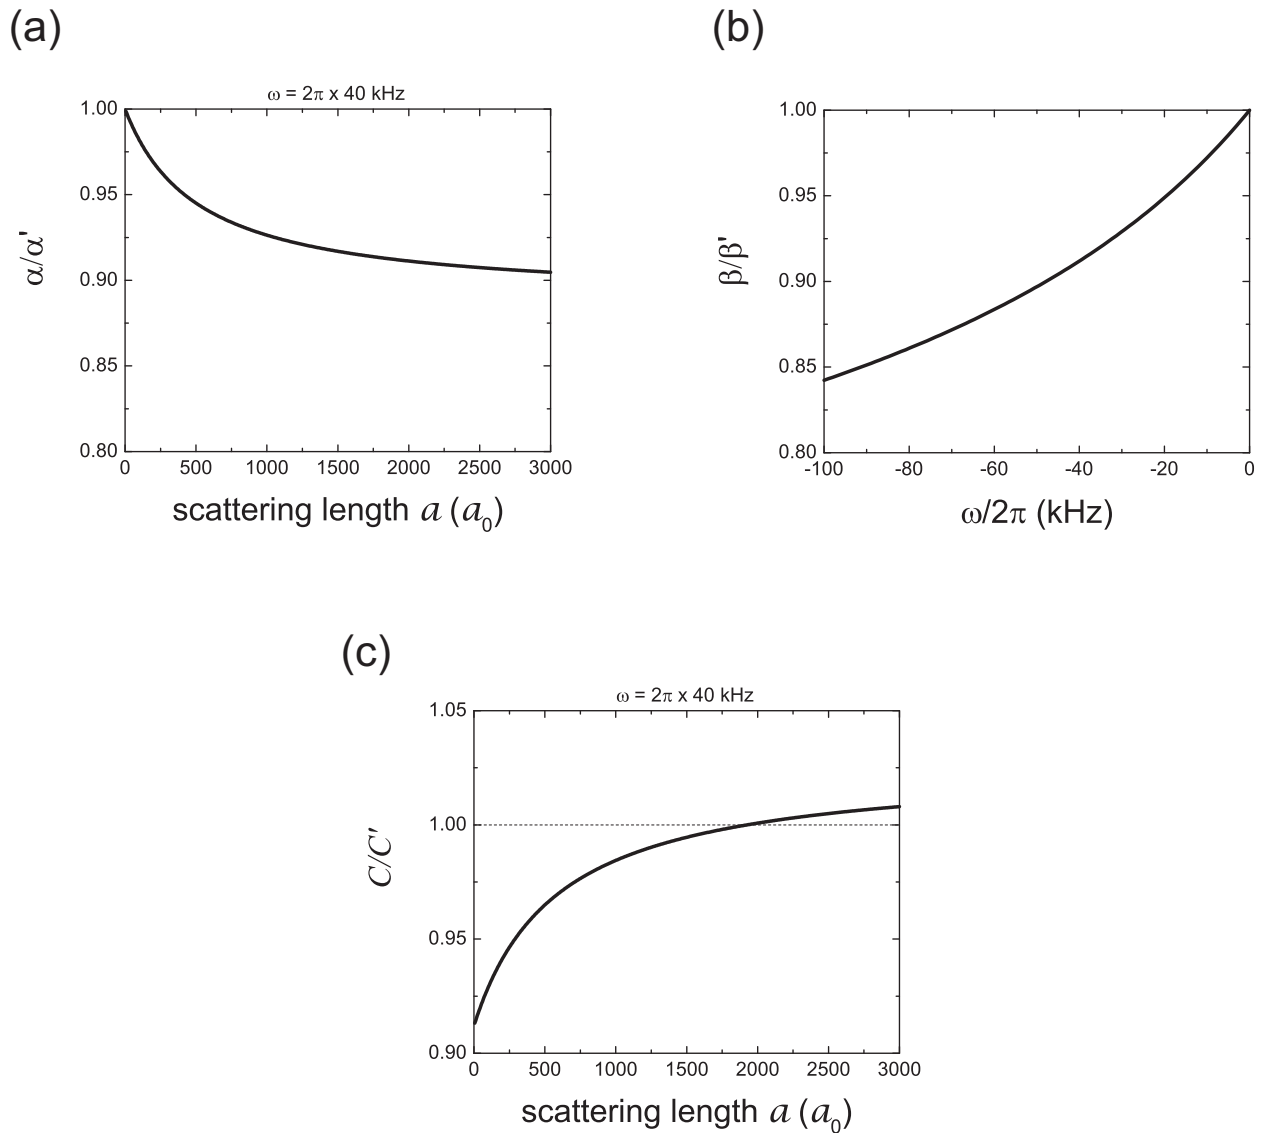 (a)
ω = 2π x 40 kHz
1.00
0.95
0.90
0.85
0.80
α/α'
0 500 1000 1500 2000 2500 3000
scattering length a (a0)
(b)
1.00
0.95
0.90
0.85
0.80
β/β'
-100 -80 -60 -40 -20 0
ω/2π (kHz)
(c)
ω = 2π x 40 kHz
1.05
1.00
0.95
0.90
C/C'
0 500 1000 1500 2000 2500 3000
scattering length a (a0)